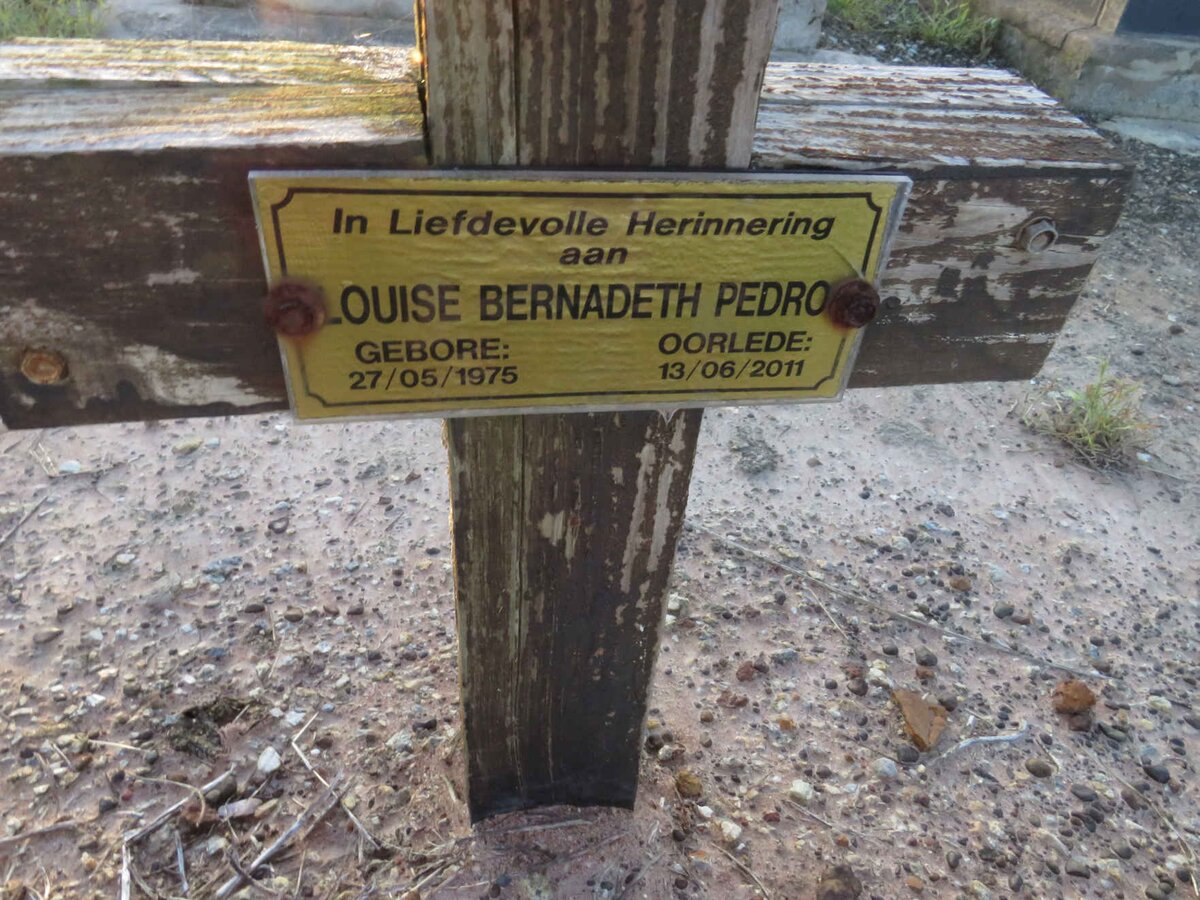 In Liefdevolle Herinnering
aan
LOUISE BERNADETH PEDRO
GEBORE: OORLEDE:
27/05/1975 13/06/2011